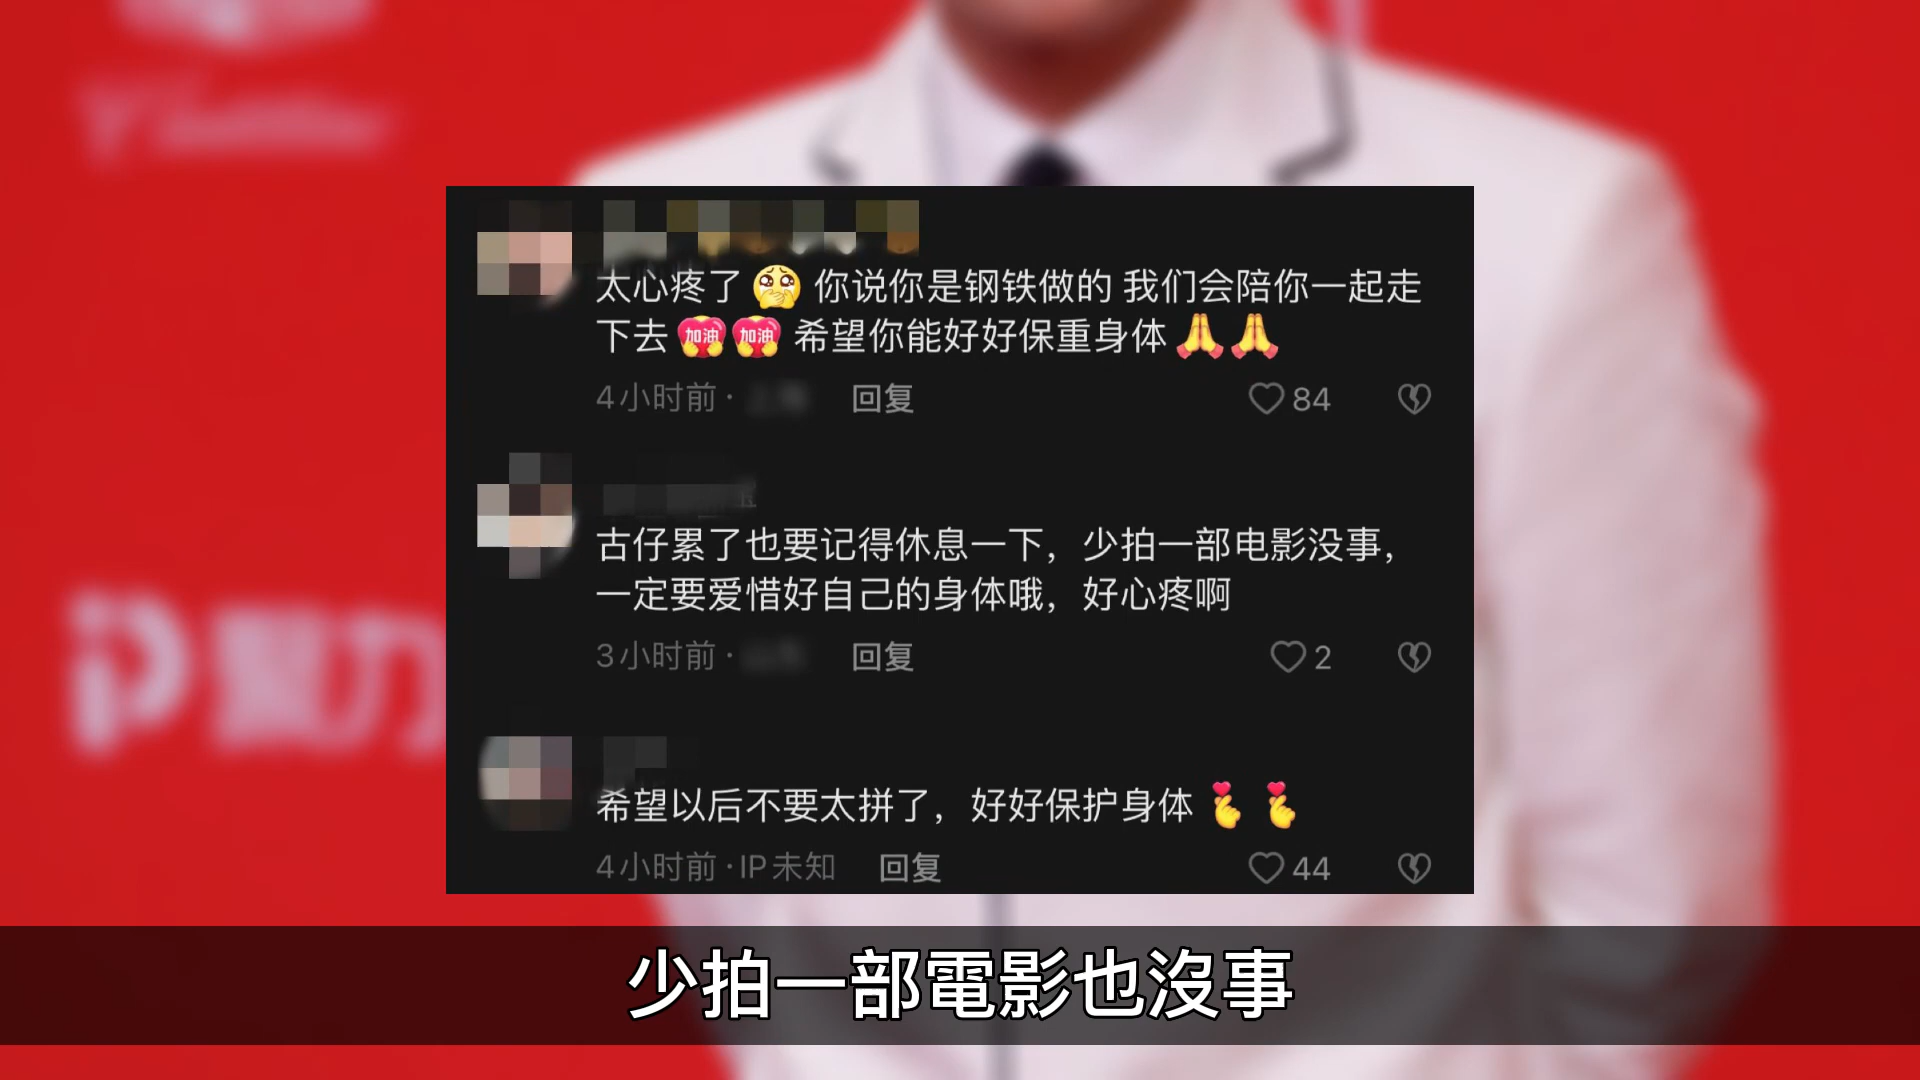 太心疼了🥺 你说你是钢铁做的 我们会陪你一起走
下去 加油 加油 希望你能好好保重身体🙏🙏
4小时前· 回复 84
古仔累了也要记得休息一下，少拍一部电影没事，
一定要爱惜好自己的身体哦，好心疼啊
3小时前· 回复 2
希望以后不要太拼了，好好保护身体🫰🫰
4小时前·IP未知 回复 44
少拍一部電影也沒事